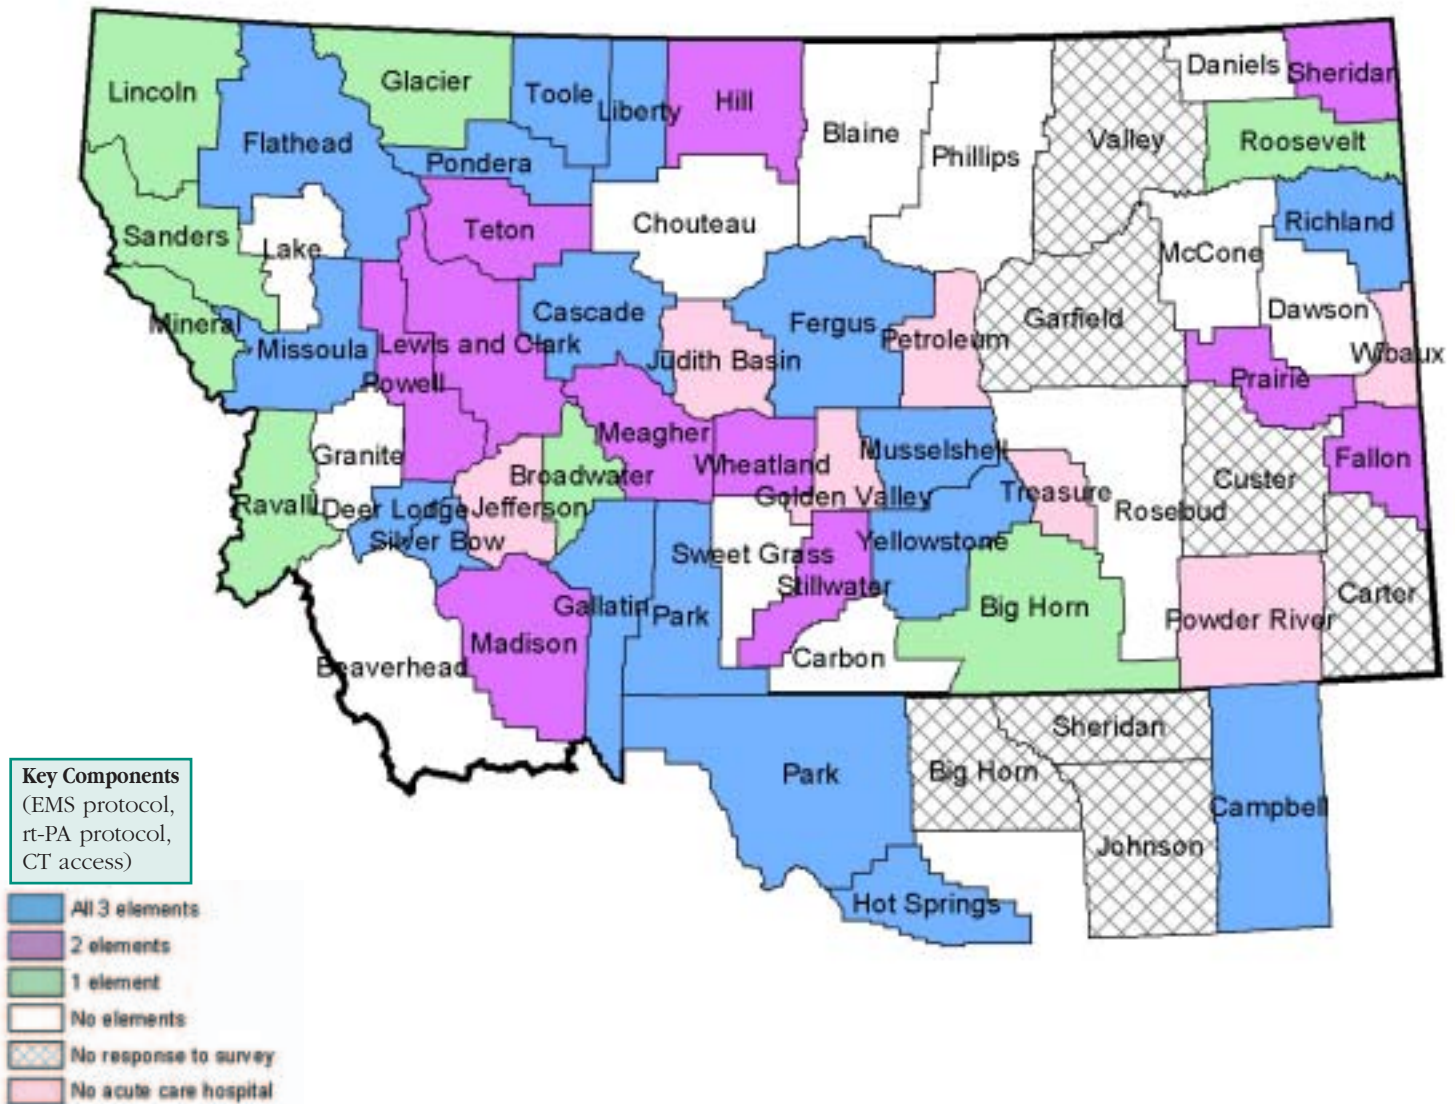 Lincoln
Glacier
Toole
Liberty
Hill
Blaine
Phillips
Valley
Daniels
Sheridan
Flathead
Pondera
Roosevelt
Teton
Chouteau
Richland
Sanders
Lake
McCone
Mineral
Missoula
Lewis and Clark
Cascade
Judith Basin
Fergus
Petroleum
Garfield
Dawson
Wibaux
Powell
Prairie
Granite
Meagher
Wheatland
Musselshell
Fallon
Ravalli
Deer Lodge
Jefferson
Broadwater
Golden Valley
Treasure
Rosebud
Custer
Silver Bow
Sweet Grass
Yellowstone
Stillwater
Carter
Beaverhead
Madison
Gallatin
Park
Carbon
Big Horn
Powder River
Sheridan
Park
Big Horn
Campbell
Johnson
Hot Springs
Key Components
(EMS protocol,
rt-PA protocol,
CT access)
All 3 elements
2 elements
1 element
No elements
No response to survey
No acute care hospital